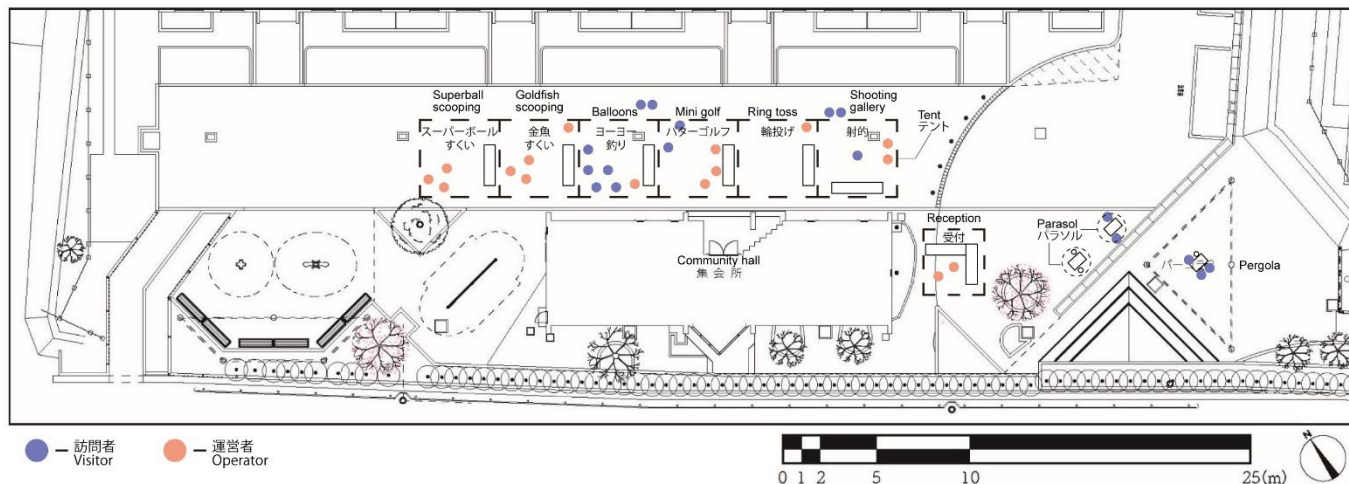 Superball
scooping
スーパーボール
すくい
Goldfish
scooping
金魚
すくい
Balloons
ヨーヨー
釣り
Mini golf
パターゴルフ
Ring toss
輪投げ
Shooting
gallery
射的
Tent
テント
Reception
受付
Parasol
パラソル
Pergola
Community hall
集会所
訪問者
Visitor
運営者
Operator
0 1 2 5 10 25(m)
N